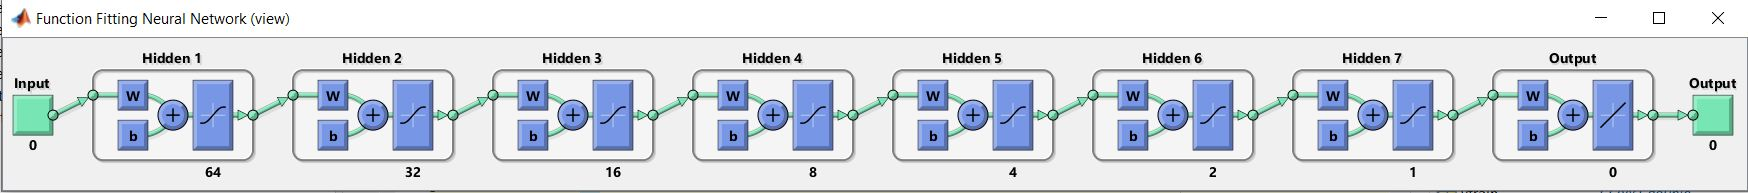 Function Fitting Neural Network (view)
Hidden 1 Hidden 2 Hidden 3 Hidden 4 Hidden 5 Hidden 6 Hidden 7 Output
Input Output
W W W W W W W W
b b b b b b b b
0 0
64 32 16 8 4 2 1 0